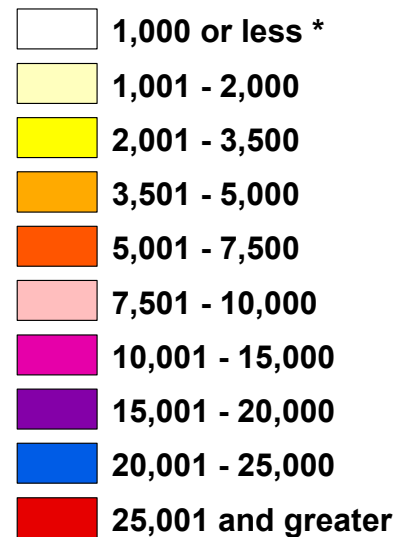 1,000 or less *
1,001 - 2,000
2,001 - 3,500
3,501 - 5,000
5,001 - 7,500
7,501 - 10,000
10,001 - 15,000
15,001 - 20,000
20,001 - 25,000
25,001 and greater